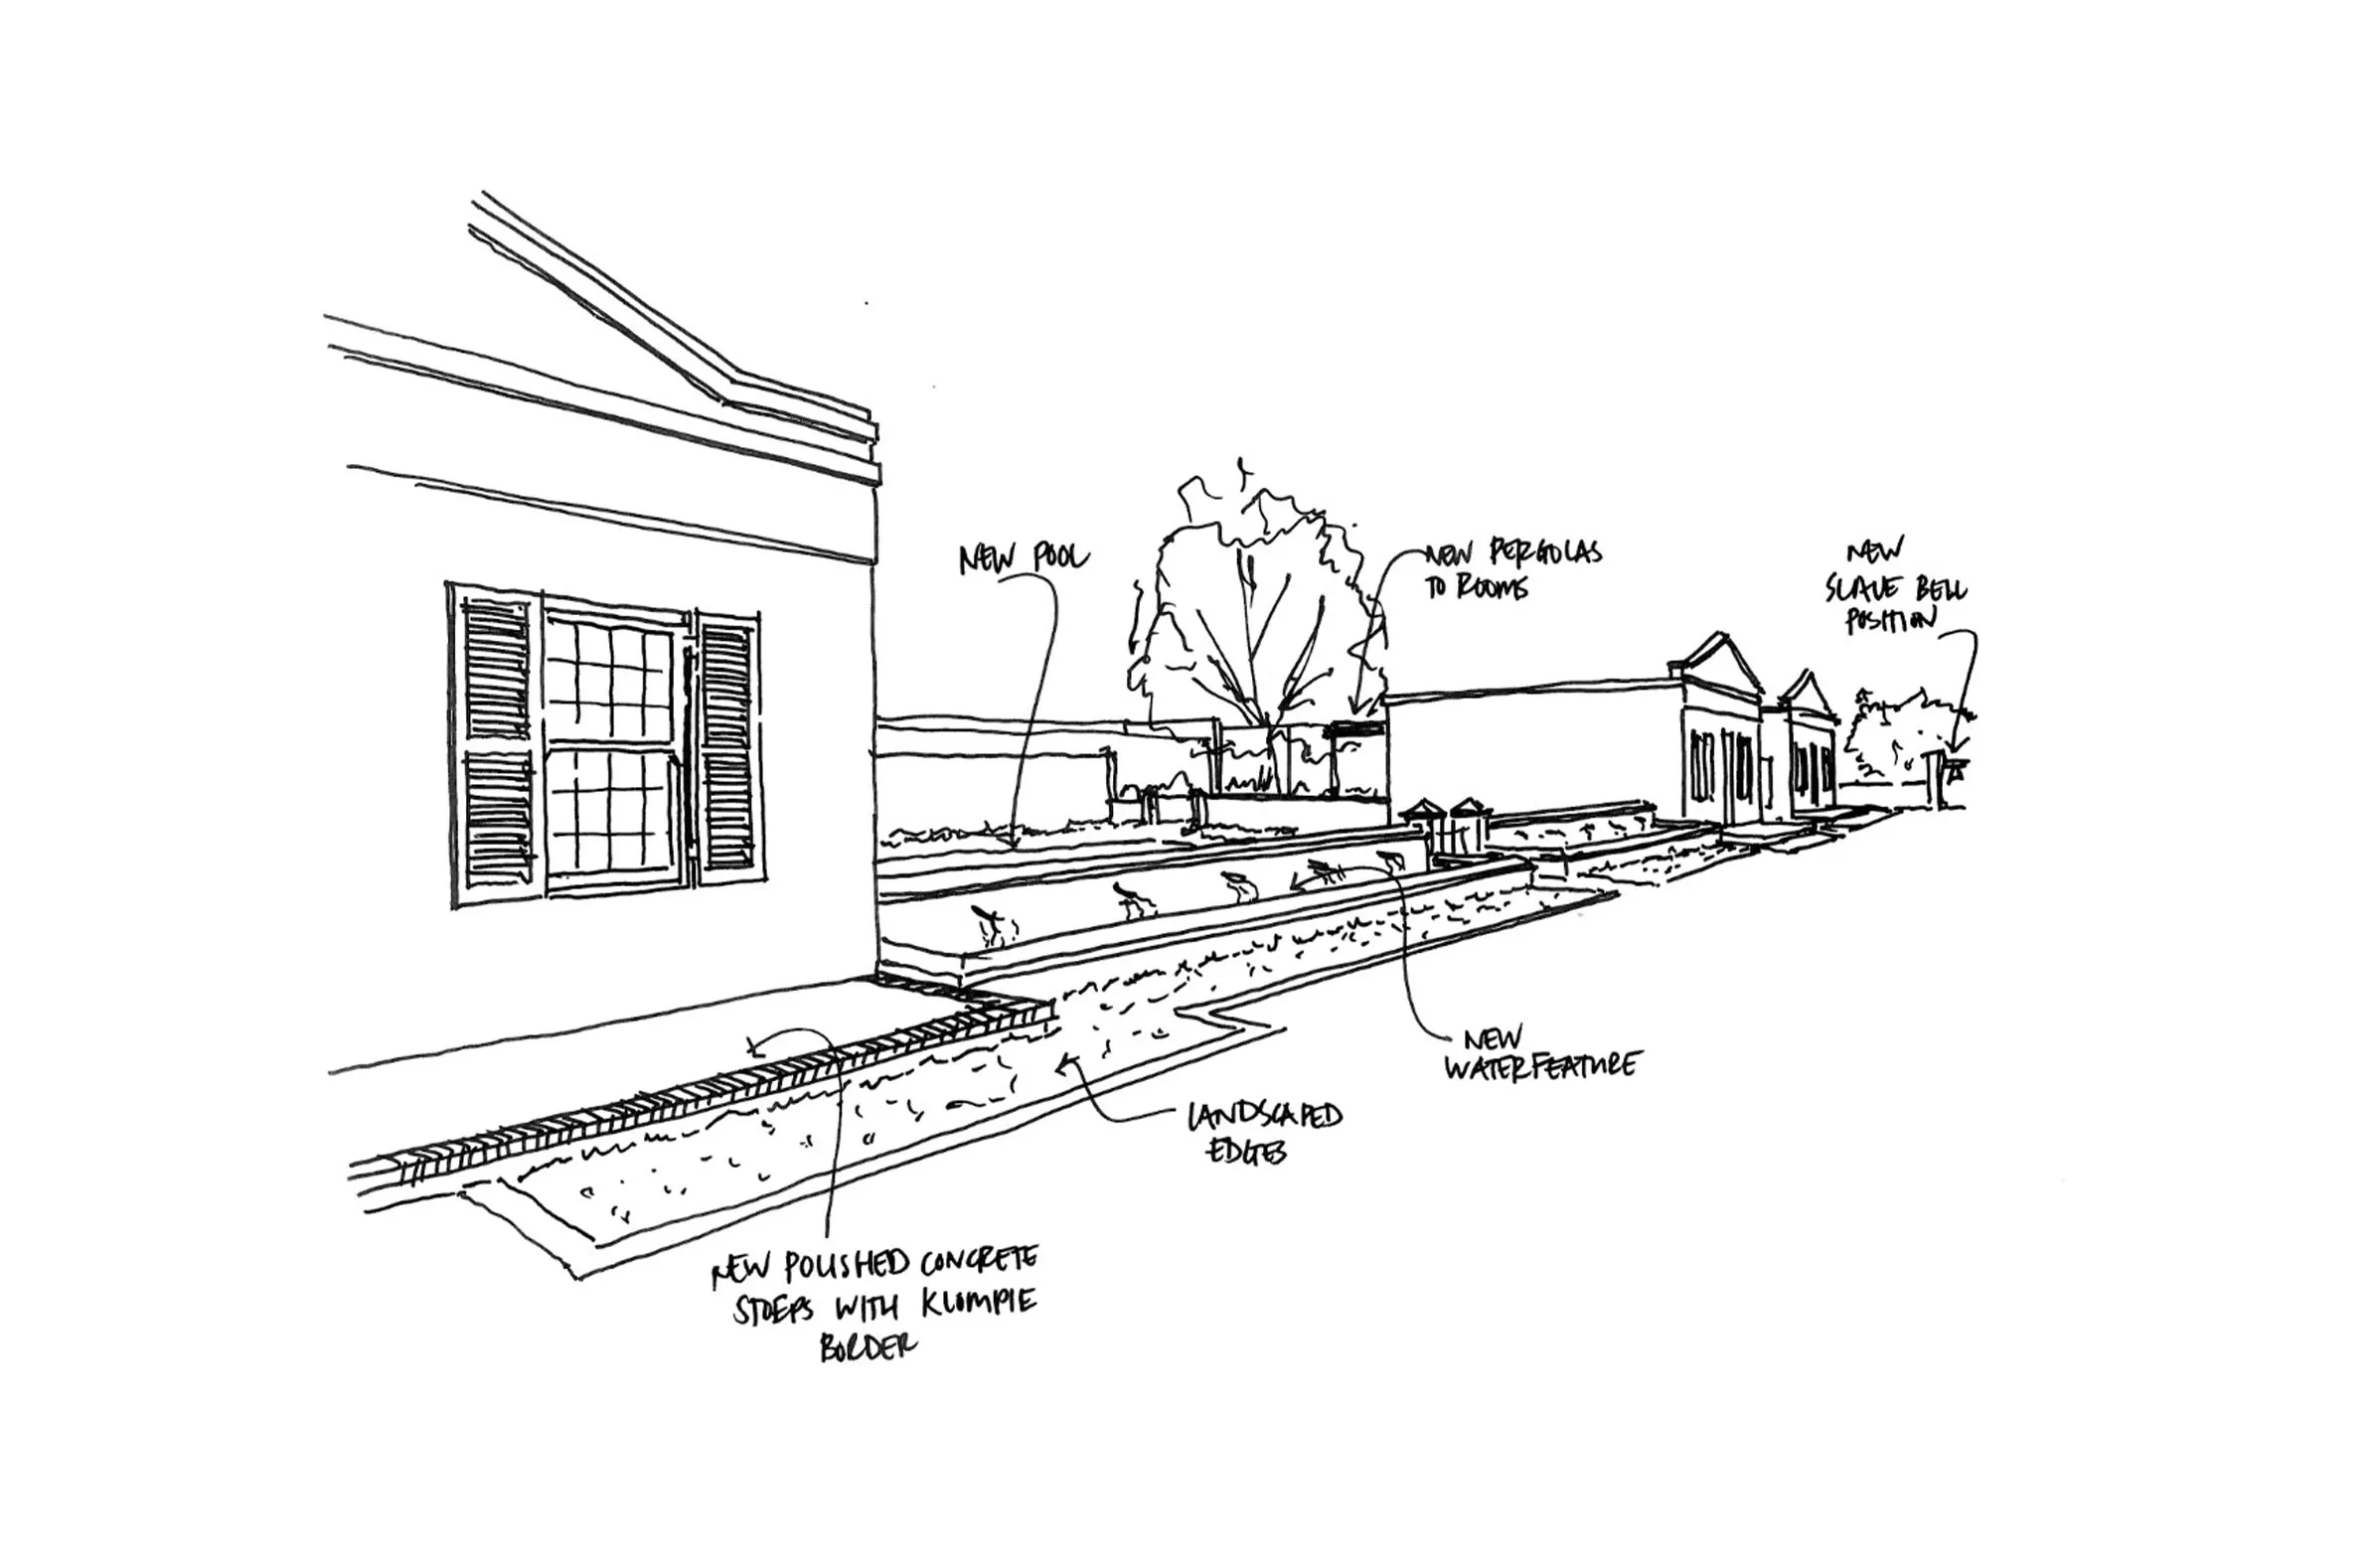 NEW POOL
NEW PERGOLAS
TO ROOMS
NEW
SLAVE BELL
POSITION
NEW
WATERFEATURE
LANDSCAPED
EDGES
NEW POLISHED CONCRETE
STOEPS WITH KLOMPIE
BORDER